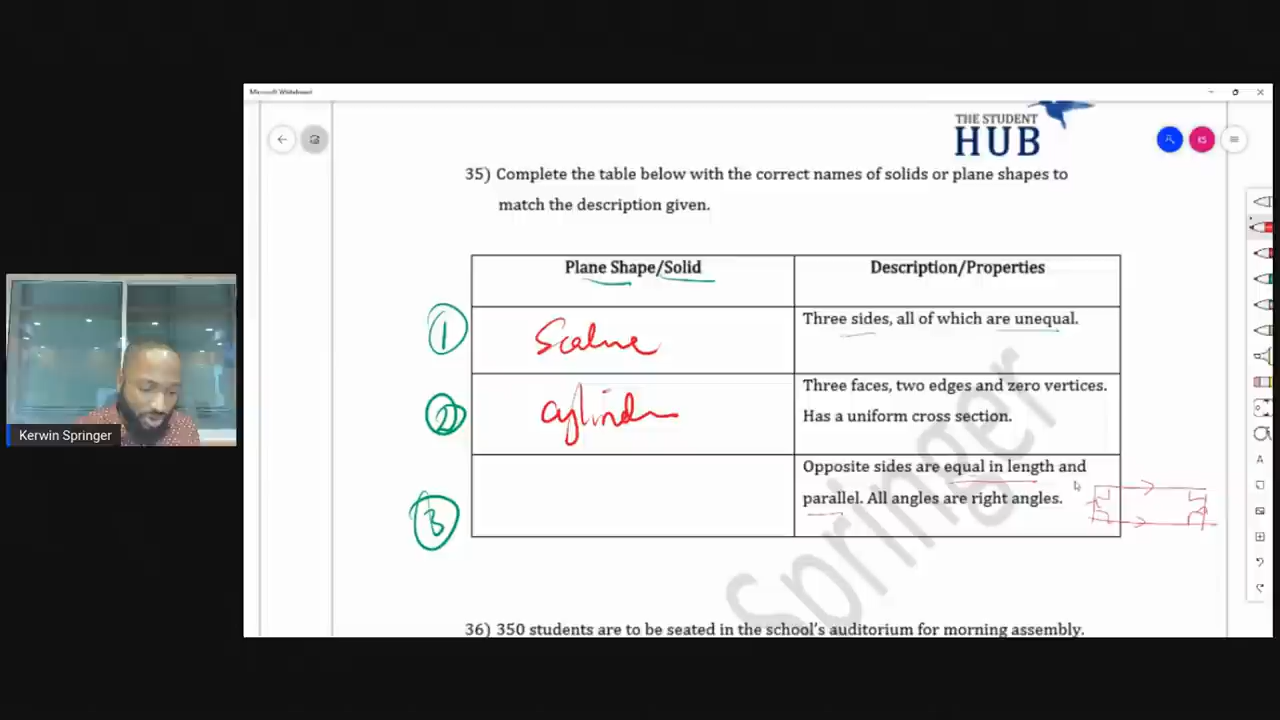 Microsoft Whiteboard
THE STUDENT
HUB
KS
35) Complete the table below with the correct names of solids or plane shapes to
match the description given.
Plane Shape/Solid
Description/Properties
1
Scalne
Three sides, all of which are unequal.
2
Cylinde
Three faces, two edges and zero vertices.
Has a uniform cross section.
3
Opposite sides are equal in length and
parallel. All angles are right angles.
Springer
36) 350 students are to be seated in the school's auditorium for morning assembly.
Kerwin Springer
A